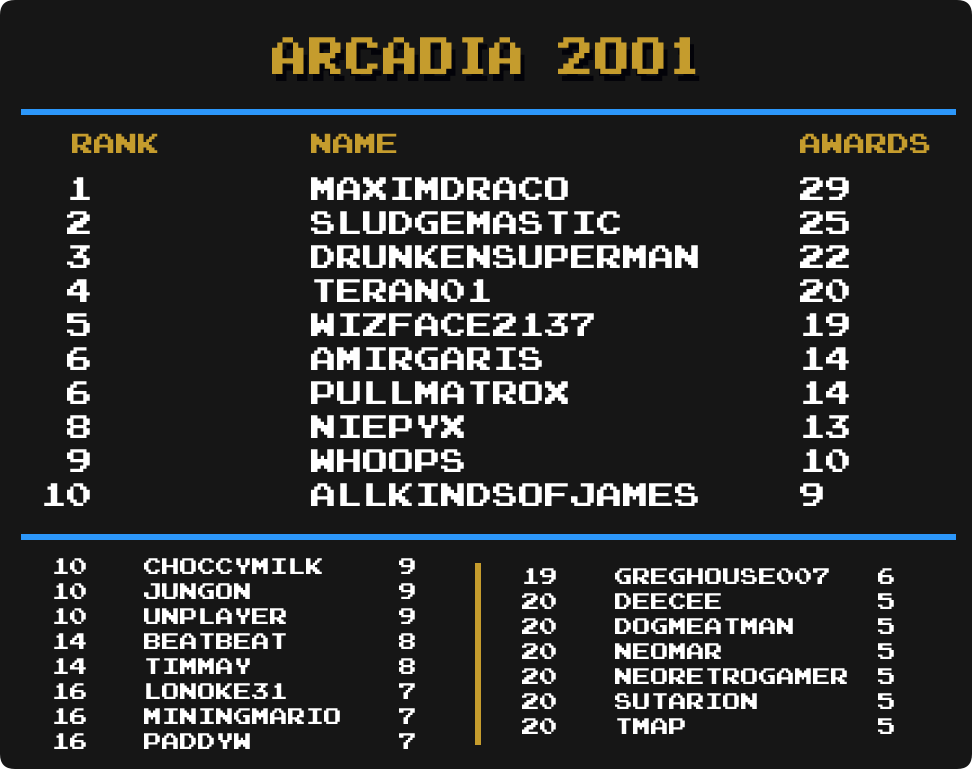 ARCADIA 2001
RANK NAME AWARDS
1 MAXIMDRACO 29
2 SLUDGEMASTIC 25
3 DRUNKENSUPERMAN 22
4 TERAN01 20
5 WIZFACE2137 19
6 AMIRGARIS 14
6 PULLMATROX 14
8 NIEPYX 13
9 WHOOPS 10
10 ALLKINDSOFJAMES 9
10 CHOCCYMILK 9
10 JUNGON 9
10 UNPLAYER 9
14 BEATBEAT 8
14 TIMMAY 8
16 LONOKE31 7
16 MININGMARIO 7
16 PADDYW 7
19 GREGHOUSE007 6
20 DEECEE 5
20 DOGMEATMAN 5
20 NEOMAR 5
20 NEORETROGAMER 5
20 SUTARION 5
20 TMAP 5